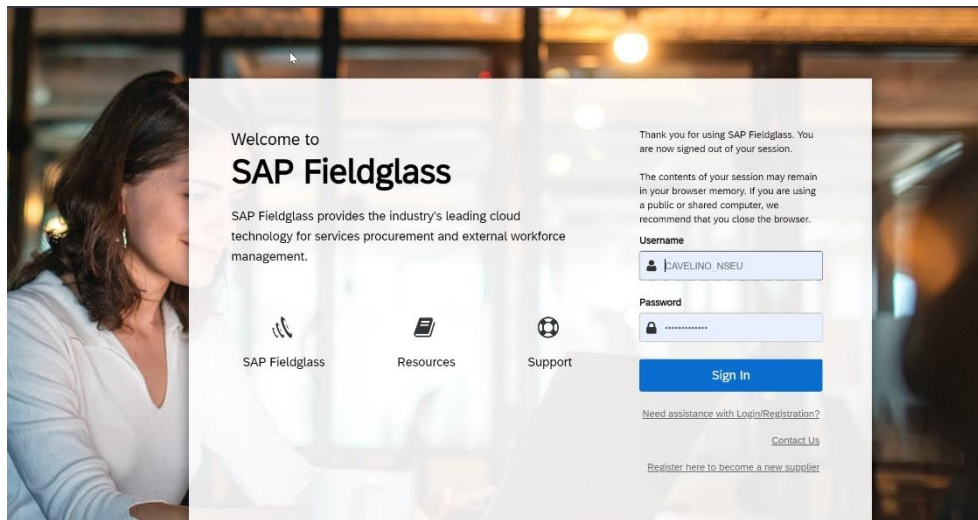 Welcome to
SAP Fieldglass
SAP Fieldglass provides the industry's leading cloud
technology for services procurement and external workforce
management.
SAP Fieldglass
Resources
Support
Thank you for using SAP Fieldglass. You
are now signed out of your session.
The contents of your session may remain
in your browser memory. If you are using
a public or shared computer, we
recommend that you close the browser.
Username
CAVELINO_NSEU
Password
Sign In
Need assistance with Login/Registration?
Contact Us
Register here to become a new supplier